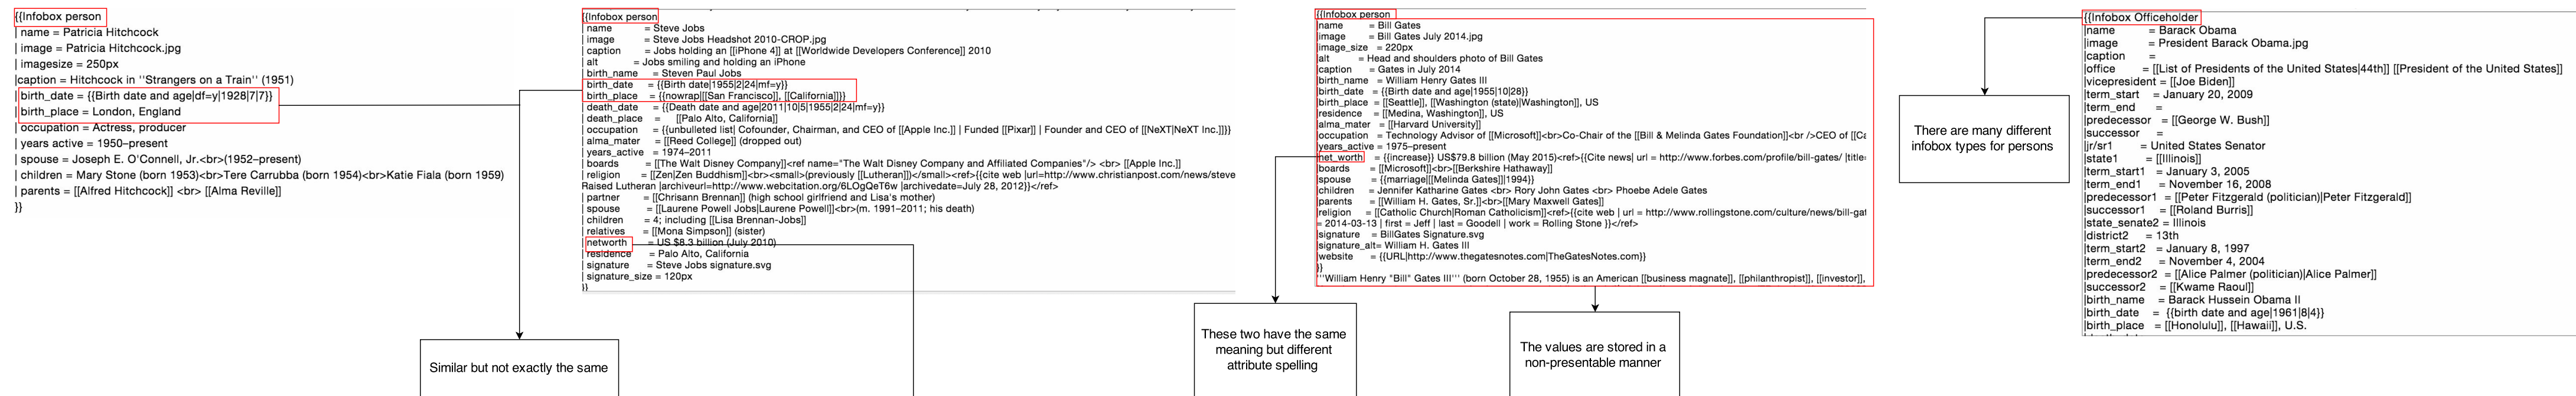 {{Infobox person
| name = Patricia Hitchcock
| image = Patricia Hitchcock.jpg
| imagesize = 250px
|caption = Hitchcock in ''Strangers on a Train'' (1951)
| birth_date = {{Birth date and age|df=y|1928|7|7}}
| birth_place = London, England
| occupation = Actress, producer
| years active = 1950–present
| spouse = Joseph E. O'Connell, Jr.<br>(1952–present)
| children = Mary Stone (born 1953)<br>Tere Carrubba (born 1954)<br>Katie Fiala (born 1959)
| parents = [[Alfred Hitchcock]] <br> [[Alma Reville]]
}}
{{Infobox person
| name = Steve Jobs
| image = Steve Jobs Headshot 2010-CROP.jpg
| caption = Jobs holding an [[iPhone 4]] at [[Worldwide Developers Conference]] 2010
| alt = Jobs smiling and holding an iPhone
| birth_name = Steven Paul Jobs
| birth_date = {{Birth date|1955|2|24|mf=y}}
| birth_place = {{nowrap|[[San Francisco]], [[California]]}}
| death_date = {{Death date and age|2011|10|5|1955|2|24|mf=y}}
| death_place = [[Palo Alto, California]]
| occupation = {{unbulleted list| Cofounder, Chairman, and CEO of [[Apple Inc.]] | Funded [[Pixar]] | Founder and CEO of [[NeXT|NeXT Inc.]]}}
| alma_mater = [[Reed College]] (dropped out)
| years_active = 1974–2011
| boards = [[The Walt Disney Company]]<ref name="The Walt Disney Company and Affiliated Companies"/> <br> [[Apple Inc.]]
| religion = [[Zen|Zen Buddhism]]<br><small>(previously [[Lutheran]])</small><ref>{{cite web |url=http://www.christianpost.com/news/steve
Raised Lutheran |archiveurl=http://www.webcitation.org/6LOgQeT6w |archivedate=July 28, 2012}}</ref>
| partner = [[Chrisann Brennan]] (high school girlfriend and Lisa's mother)
| spouse = [[Laurene Powell Jobs|Laurene Powell]]<br>(m. 1991–2011; his death)
| children = 4; including [[Lisa Brennan-Jobs]]
| relatives = [[Mona Simpson]] (sister)
| networth = US $8.3 billion (July 2010)
| residence = Palo Alto, California
| signature = Steve Jobs signature.svg
| signature_size = 120px
}}
{{Infobox person
|name = Bill Gates
|image = Bill Gates July 2014.jpg
|image_size = 220px
|alt = Head and shoulders photo of Bill Gates
|caption = Gates in July 2014
|birth_name = William Henry Gates III
|birth_date = {{Birth date and age|1955|10|28}}
|birth_place = [[Seattle]], [[Washington (state)|Washington]], US
|residence = [[Medina, Washington]], US
|alma_mater = [[Harvard University]]
|occupation = Technology Advisor of [[Microsoft]]<br>Co-Chair of the [[Bill & Melinda Gates Foundation]]<br />CEO of [[Ca
|years_active = 1975–present
|net_worth = {{increase}} US$79.8 billion (May 2015)<ref>{{Cite news| url = http://www.forbes.com/profile/bill-gates/ |title=
|boards = [[Microsoft]]<br>[[Berkshire Hathaway]]
|spouse = {{marriage|[[Melinda Gates]]|1994}}
|children = Jennifer Katharine Gates <br> Rory John Gates <br> Phoebe Adele Gates
|parents = [[William H. Gates, Sr.]]<br>[[Mary Maxwell Gates]]
|religion = [[Catholic Church|Roman Catholicism]]<ref>{{cite web | url = http://www.rollingstone.com/culture/news/bill-gat
= 2014-03-13 | first = Jeff | last = Goodell | work = Rolling Stone }}</ref>
|signature = BillGates Signature.svg
|signature_alt= William H. Gates III
|website = {{URL|http://www.thegatesnotes.com|TheGatesNotes.com}}
}}
'''William Henry "Bill" Gates III''' (born October 28, 1955) is an American [[business magnate]], [[philanthropist]], [[investor]],
{{Infobox Officeholder
|name = Barack Obama
|image = President Barack Obama.jpg
|caption =
|office = [[List of Presidents of the United States|44th]] [[President of the United States]]
|vicepresident = [[Joe Biden]]
|term_start = January 20, 2009
|term_end =
|predecessor = [[George W. Bush]]
|successor =
|jr/sr1 = United States Senator
|state1 = [[Illinois]]
|term_start1 = January 3, 2005
|term_end1 = November 16, 2008
|predecessor1 = [[Peter Fitzgerald (politician)|Peter Fitzgerald]]
|successor1 = [[Roland Burris]]
|state_senate2 = Illinois
|district2 = 13th
|term_start2 = January 8, 1997
|term_end2 = November 4, 2004
|predecessor2 = [[Alice Palmer (politician)|Alice Palmer]]
|successor2 = [[Kwame Raoul]]
|birth_name = Barack Hussein Obama II
|birth_date = {{birth date and age|1961|8|4}}
|birth_place = [[Honolulu]], [[Hawaii]], U.S.
There are many different
infobox types for persons
Similar but not exactly the same
These two have the same
meaning but different
attribute spelling
The values are stored in a
non-presentable manner